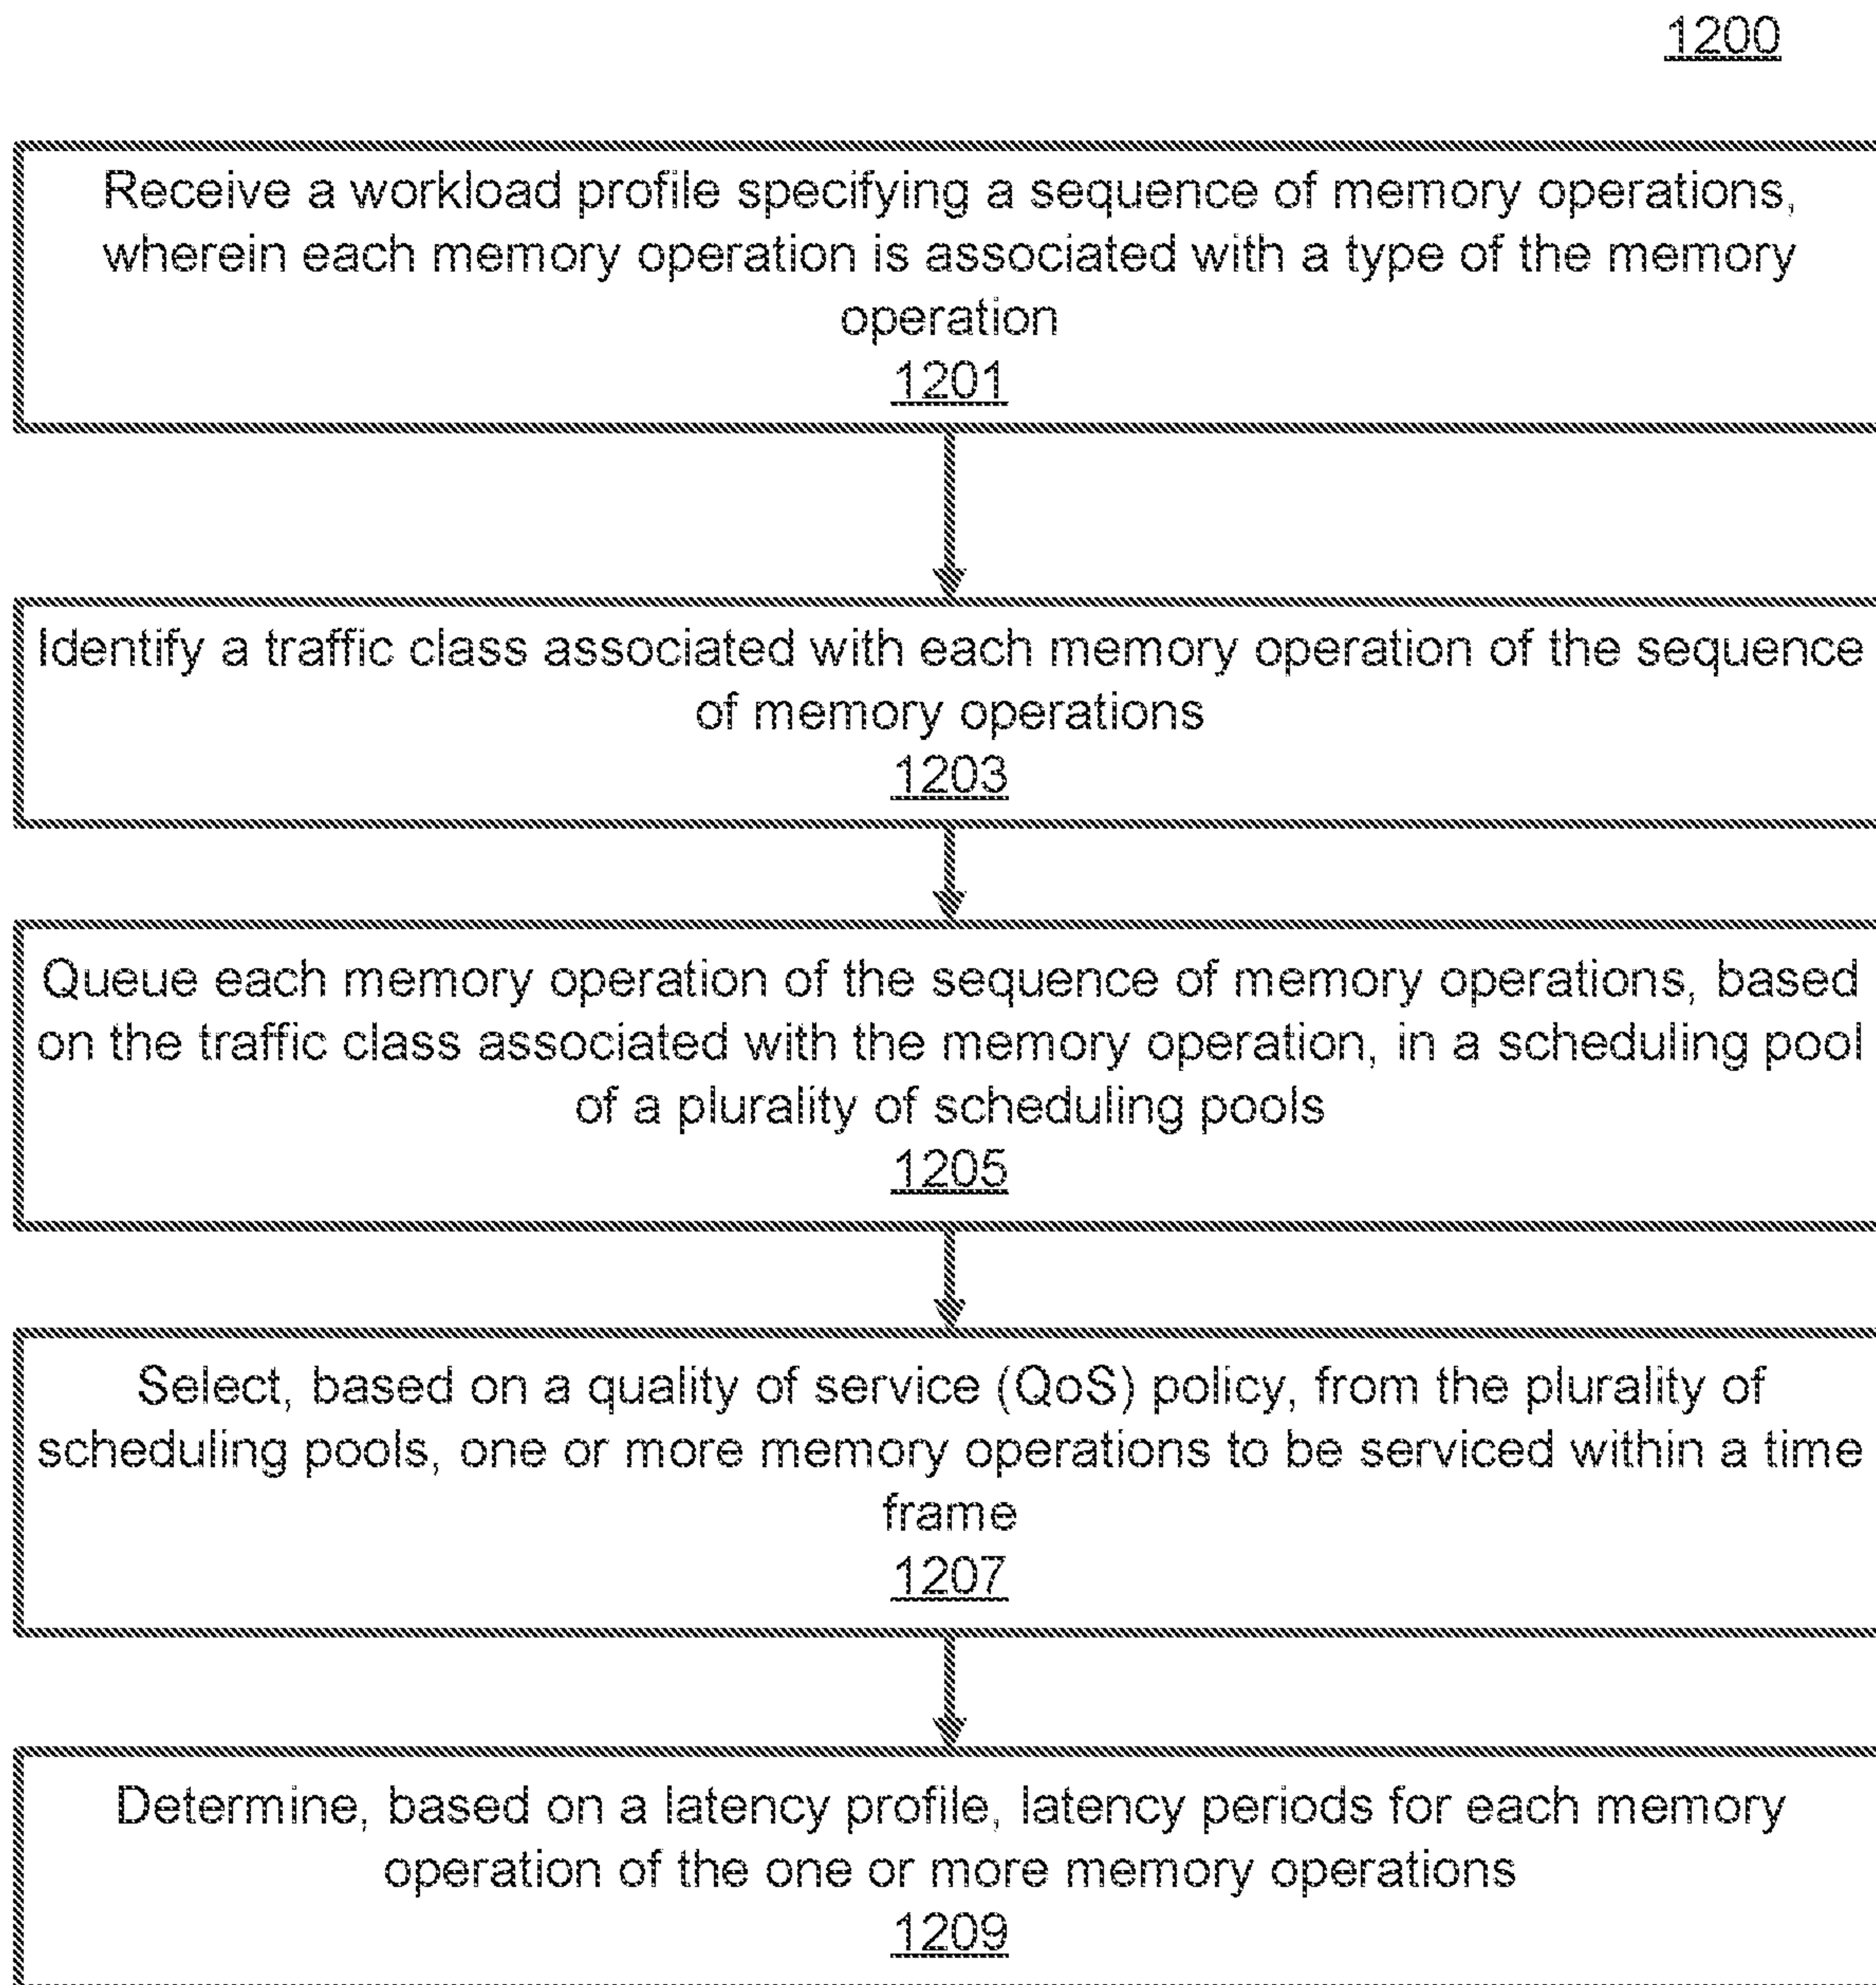 1200
Receive a workload profile specifying a sequence of memory operations,
wherein each memory operation is associated with a type of the memory
operation
1201
Identify a traffic class associated with each memory operation of the sequence
of memory operations
1203
Queue each memory operation of the sequence of memory operations, based
on the traffic class associated with the memory operation, in a scheduling pool
of a plurality of scheduling pools
1205
Select, based on a quality of service (QoS) policy, from the plurality of
scheduling pools, one or more memory operations to be serviced within a time
frame
1207
Determine, based on a latency profile, latency periods for each memory
operation of the one or more memory operations
1209